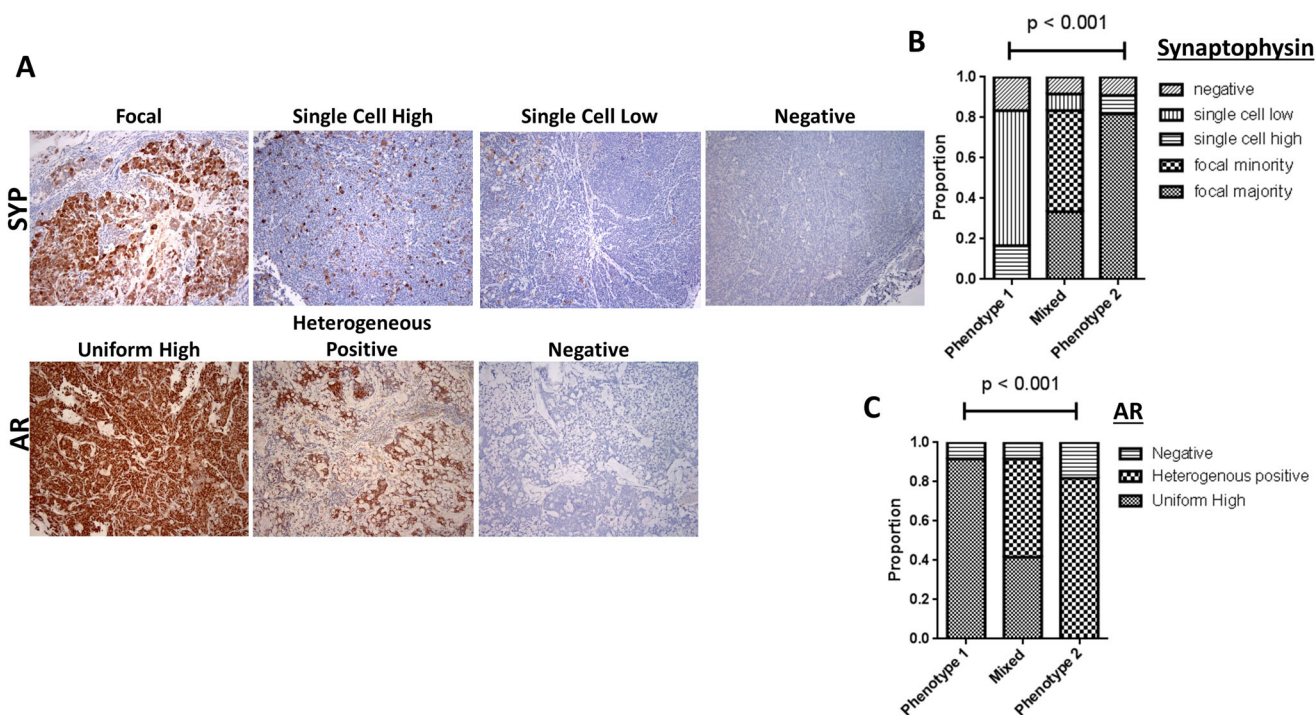 A
Focal
Single Cell High
Single Cell Low
Negative
SYP
Uniform High
Heterogeneous
Positive
Negative
AR
B
p < 0.001
Synaptophysin
negative
single cell low
single cell high
focal minority
focal majority
Proportion
1.0
0.8
0.6
0.4
0.2
0.0
Phenotype 1
Mixed
Phenotype 2
C
p < 0.001
AR
Negative
Heterogenous positive
Uniform High
Proportion
1.0
0.8
0.6
0.4
0.2
0.0
Phenotype 1
Mixed
Phenotype 2